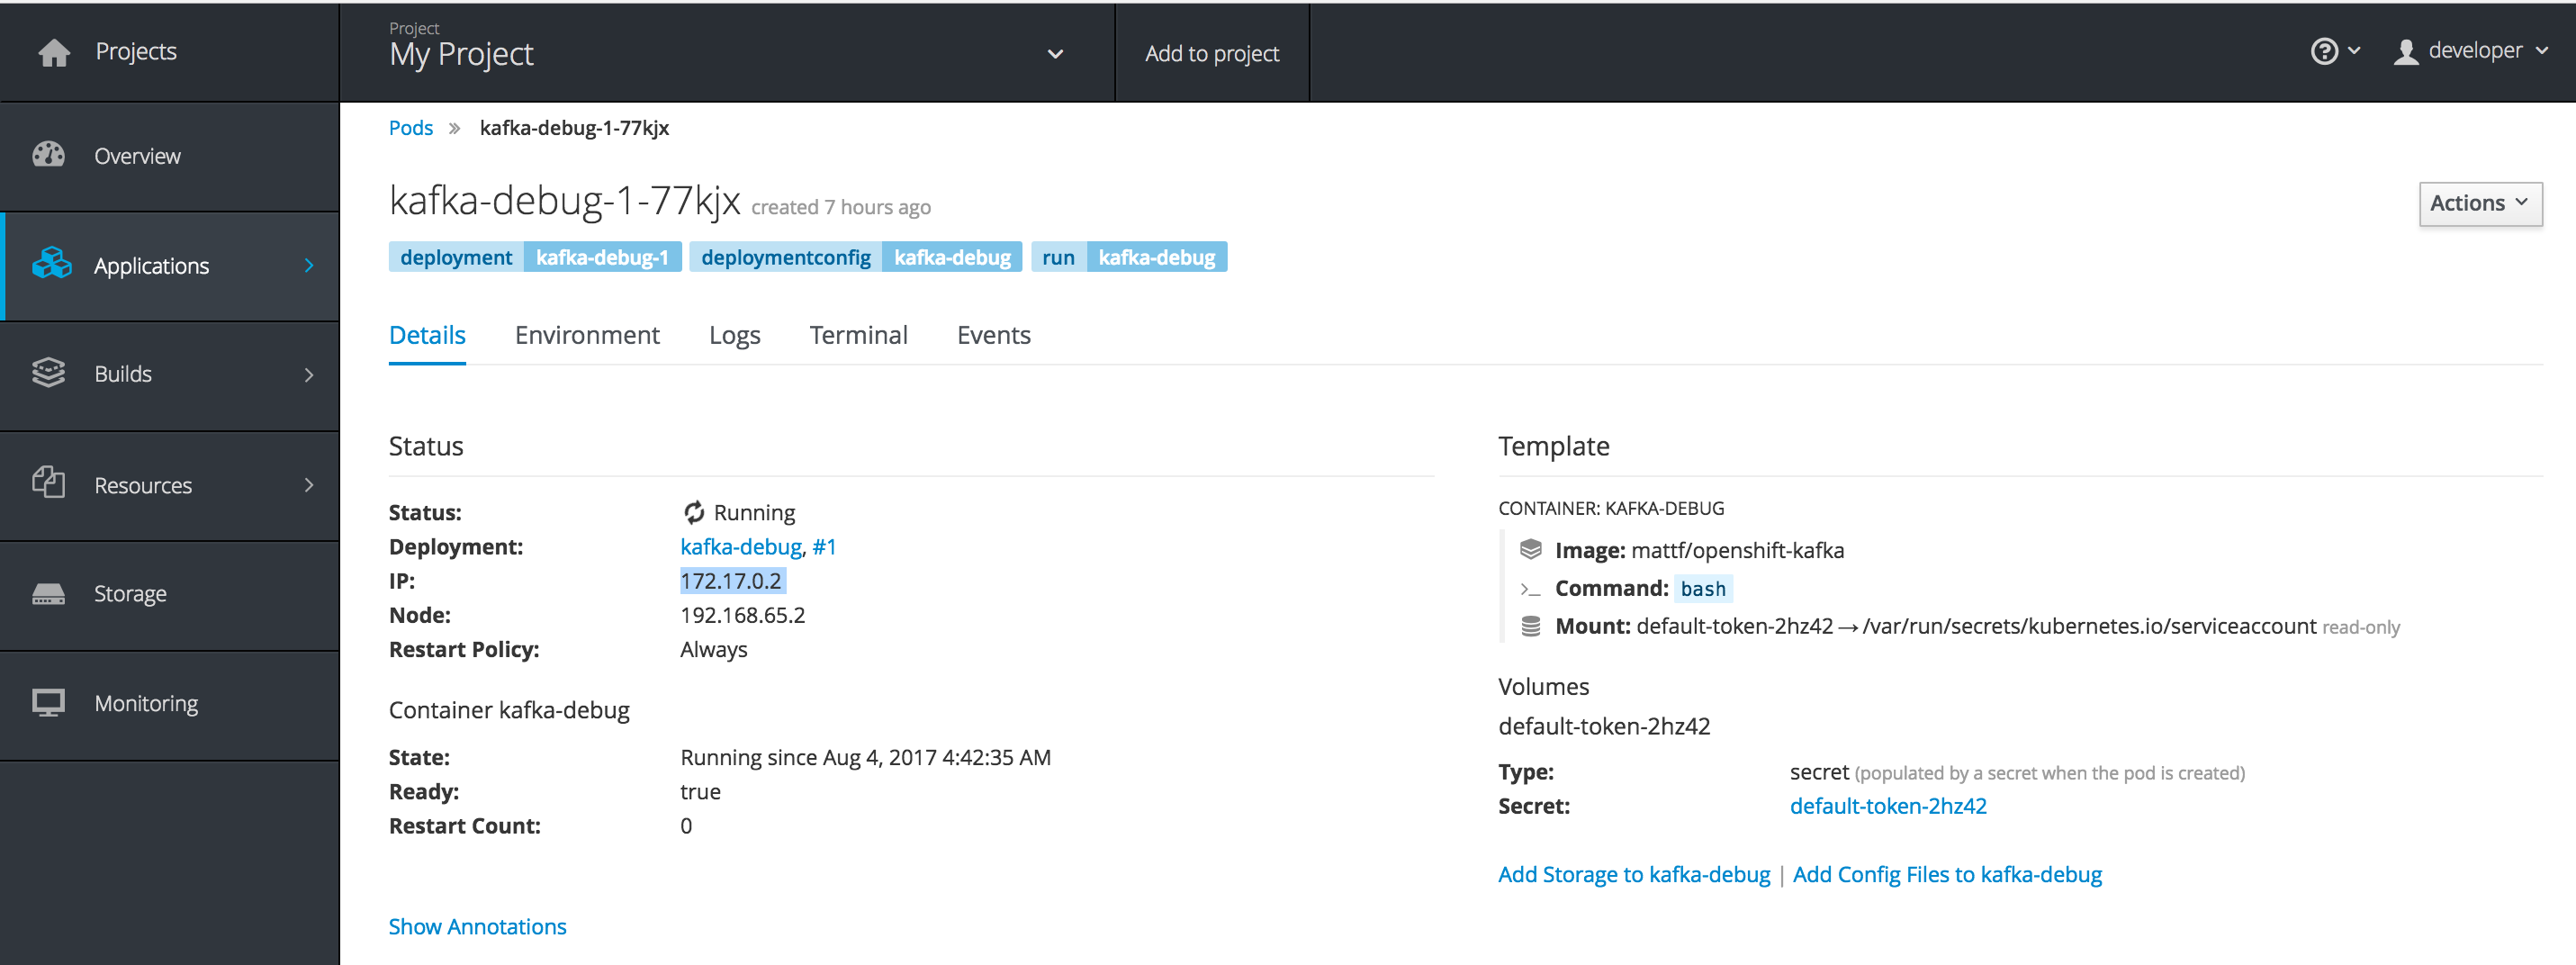 Projects
Project
My Project
Add to project
developer
Overview
Applications
Builds
Resources
Storage
Monitoring
Pods » kafka-debug-1-77kjx
kafka-debug-1-77kjx created 7 hours ago
Actions
deployment kafka-debug-1 deploymentconfig kafka-debug run kafka-debug
Details Environment Logs Terminal Events
Status
Status: Running
Deployment: kafka-debug, #1
IP: 172.17.0.2
Node: 192.168.65.2
Restart Policy: Always
Container kafka-debug
State: Running since Aug 4, 2017 4:42:35 AM
Ready: true
Restart Count: 0
Show Annotations
Template
CONTAINER: KAFKA-DEBUG
Image: mattf/openshift-kafka
Command: bash
Mount: default-token-2hz42 → /var/run/secrets/kubernetes.io/serviceaccount read-only
Volumes
default-token-2hz42
Type: secret (populated by a secret when the pod is created)
Secret: default-token-2hz42
Add Storage to kafka-debug | Add Config Files to kafka-debug